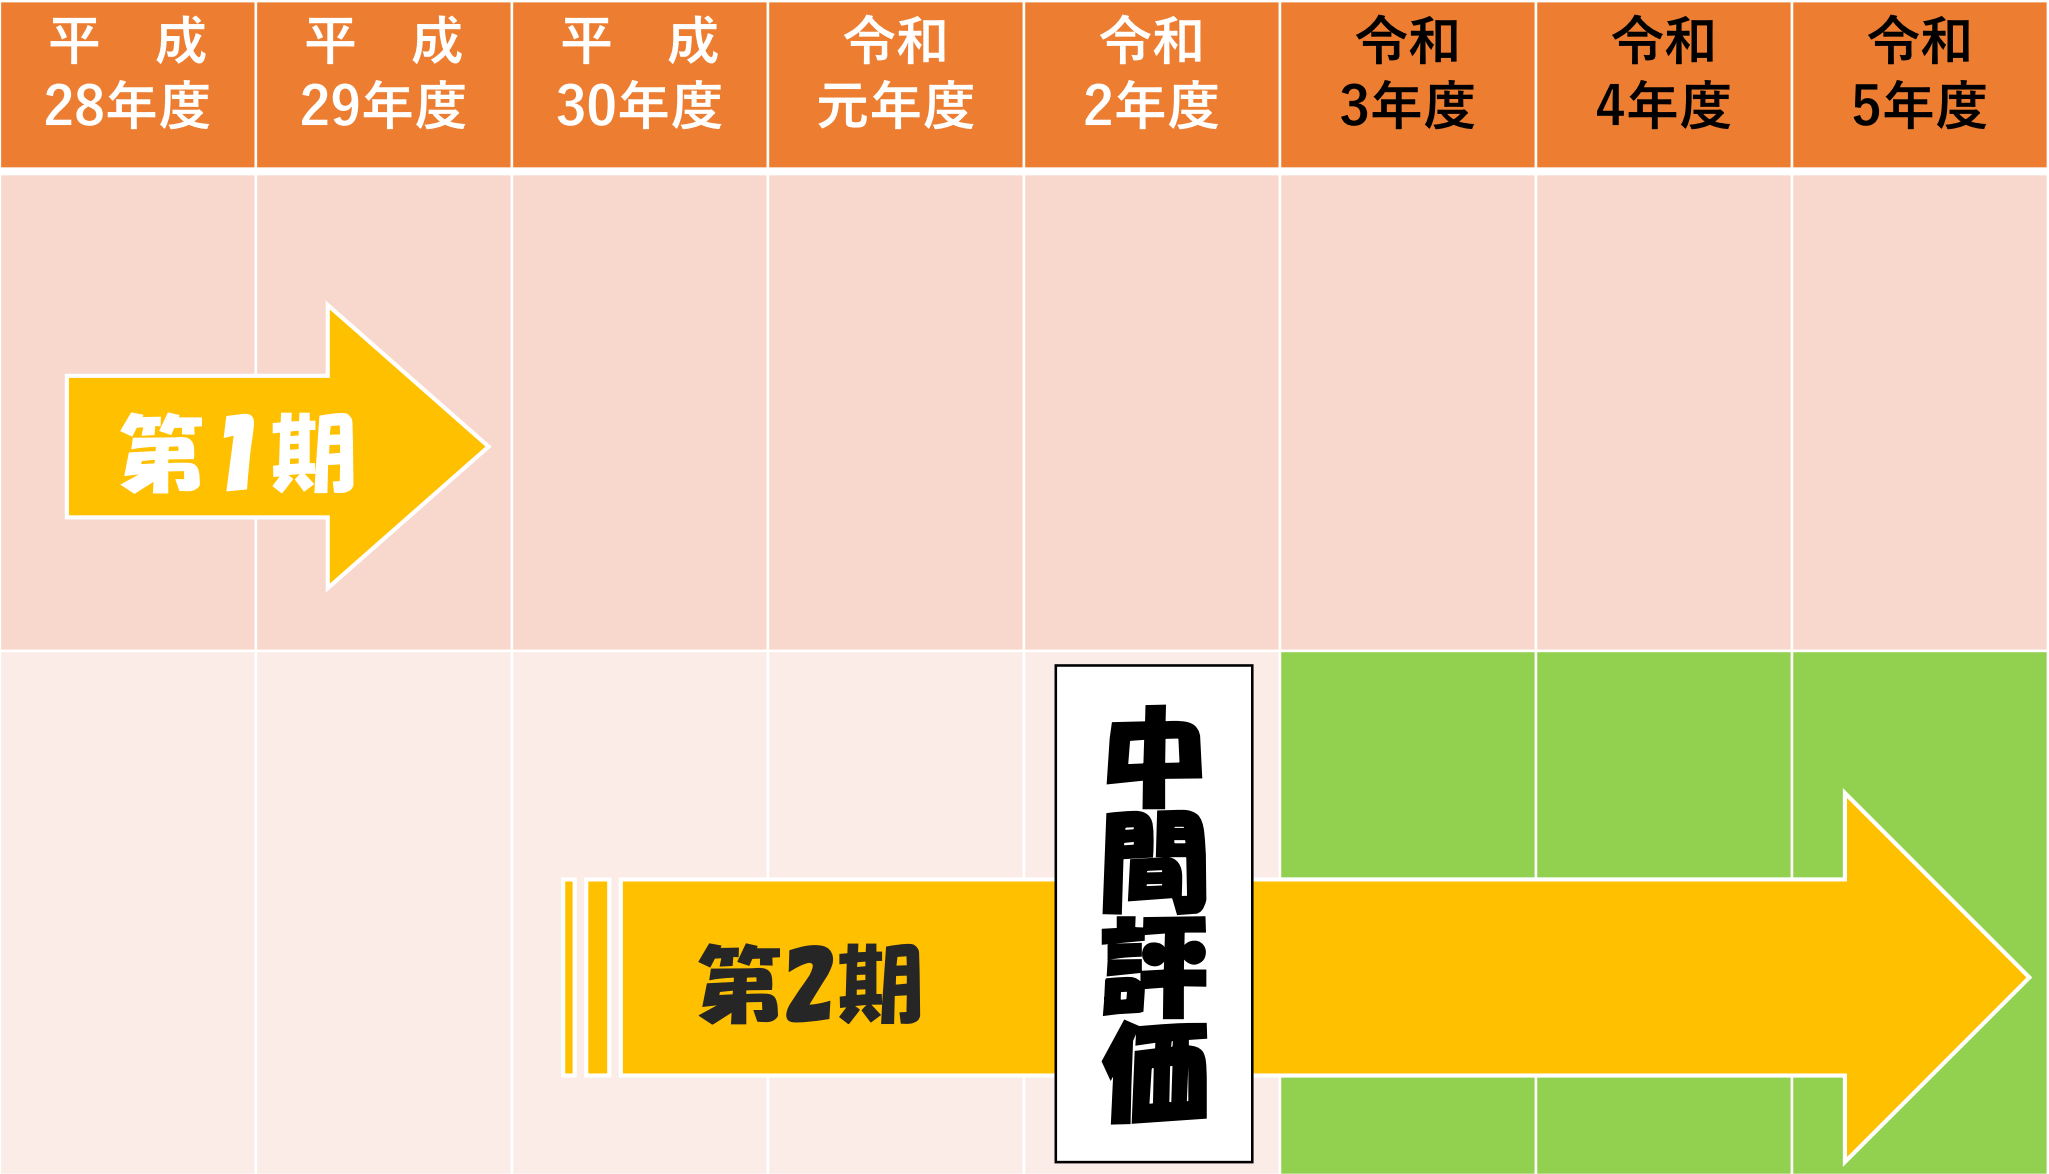 平　成
28年度
平　成
29年度
平　成
30年度
令和
元年度
令和
2年度
令和
3年度
令和
4年度
令和
5年度
第1期
第2期
中間評価